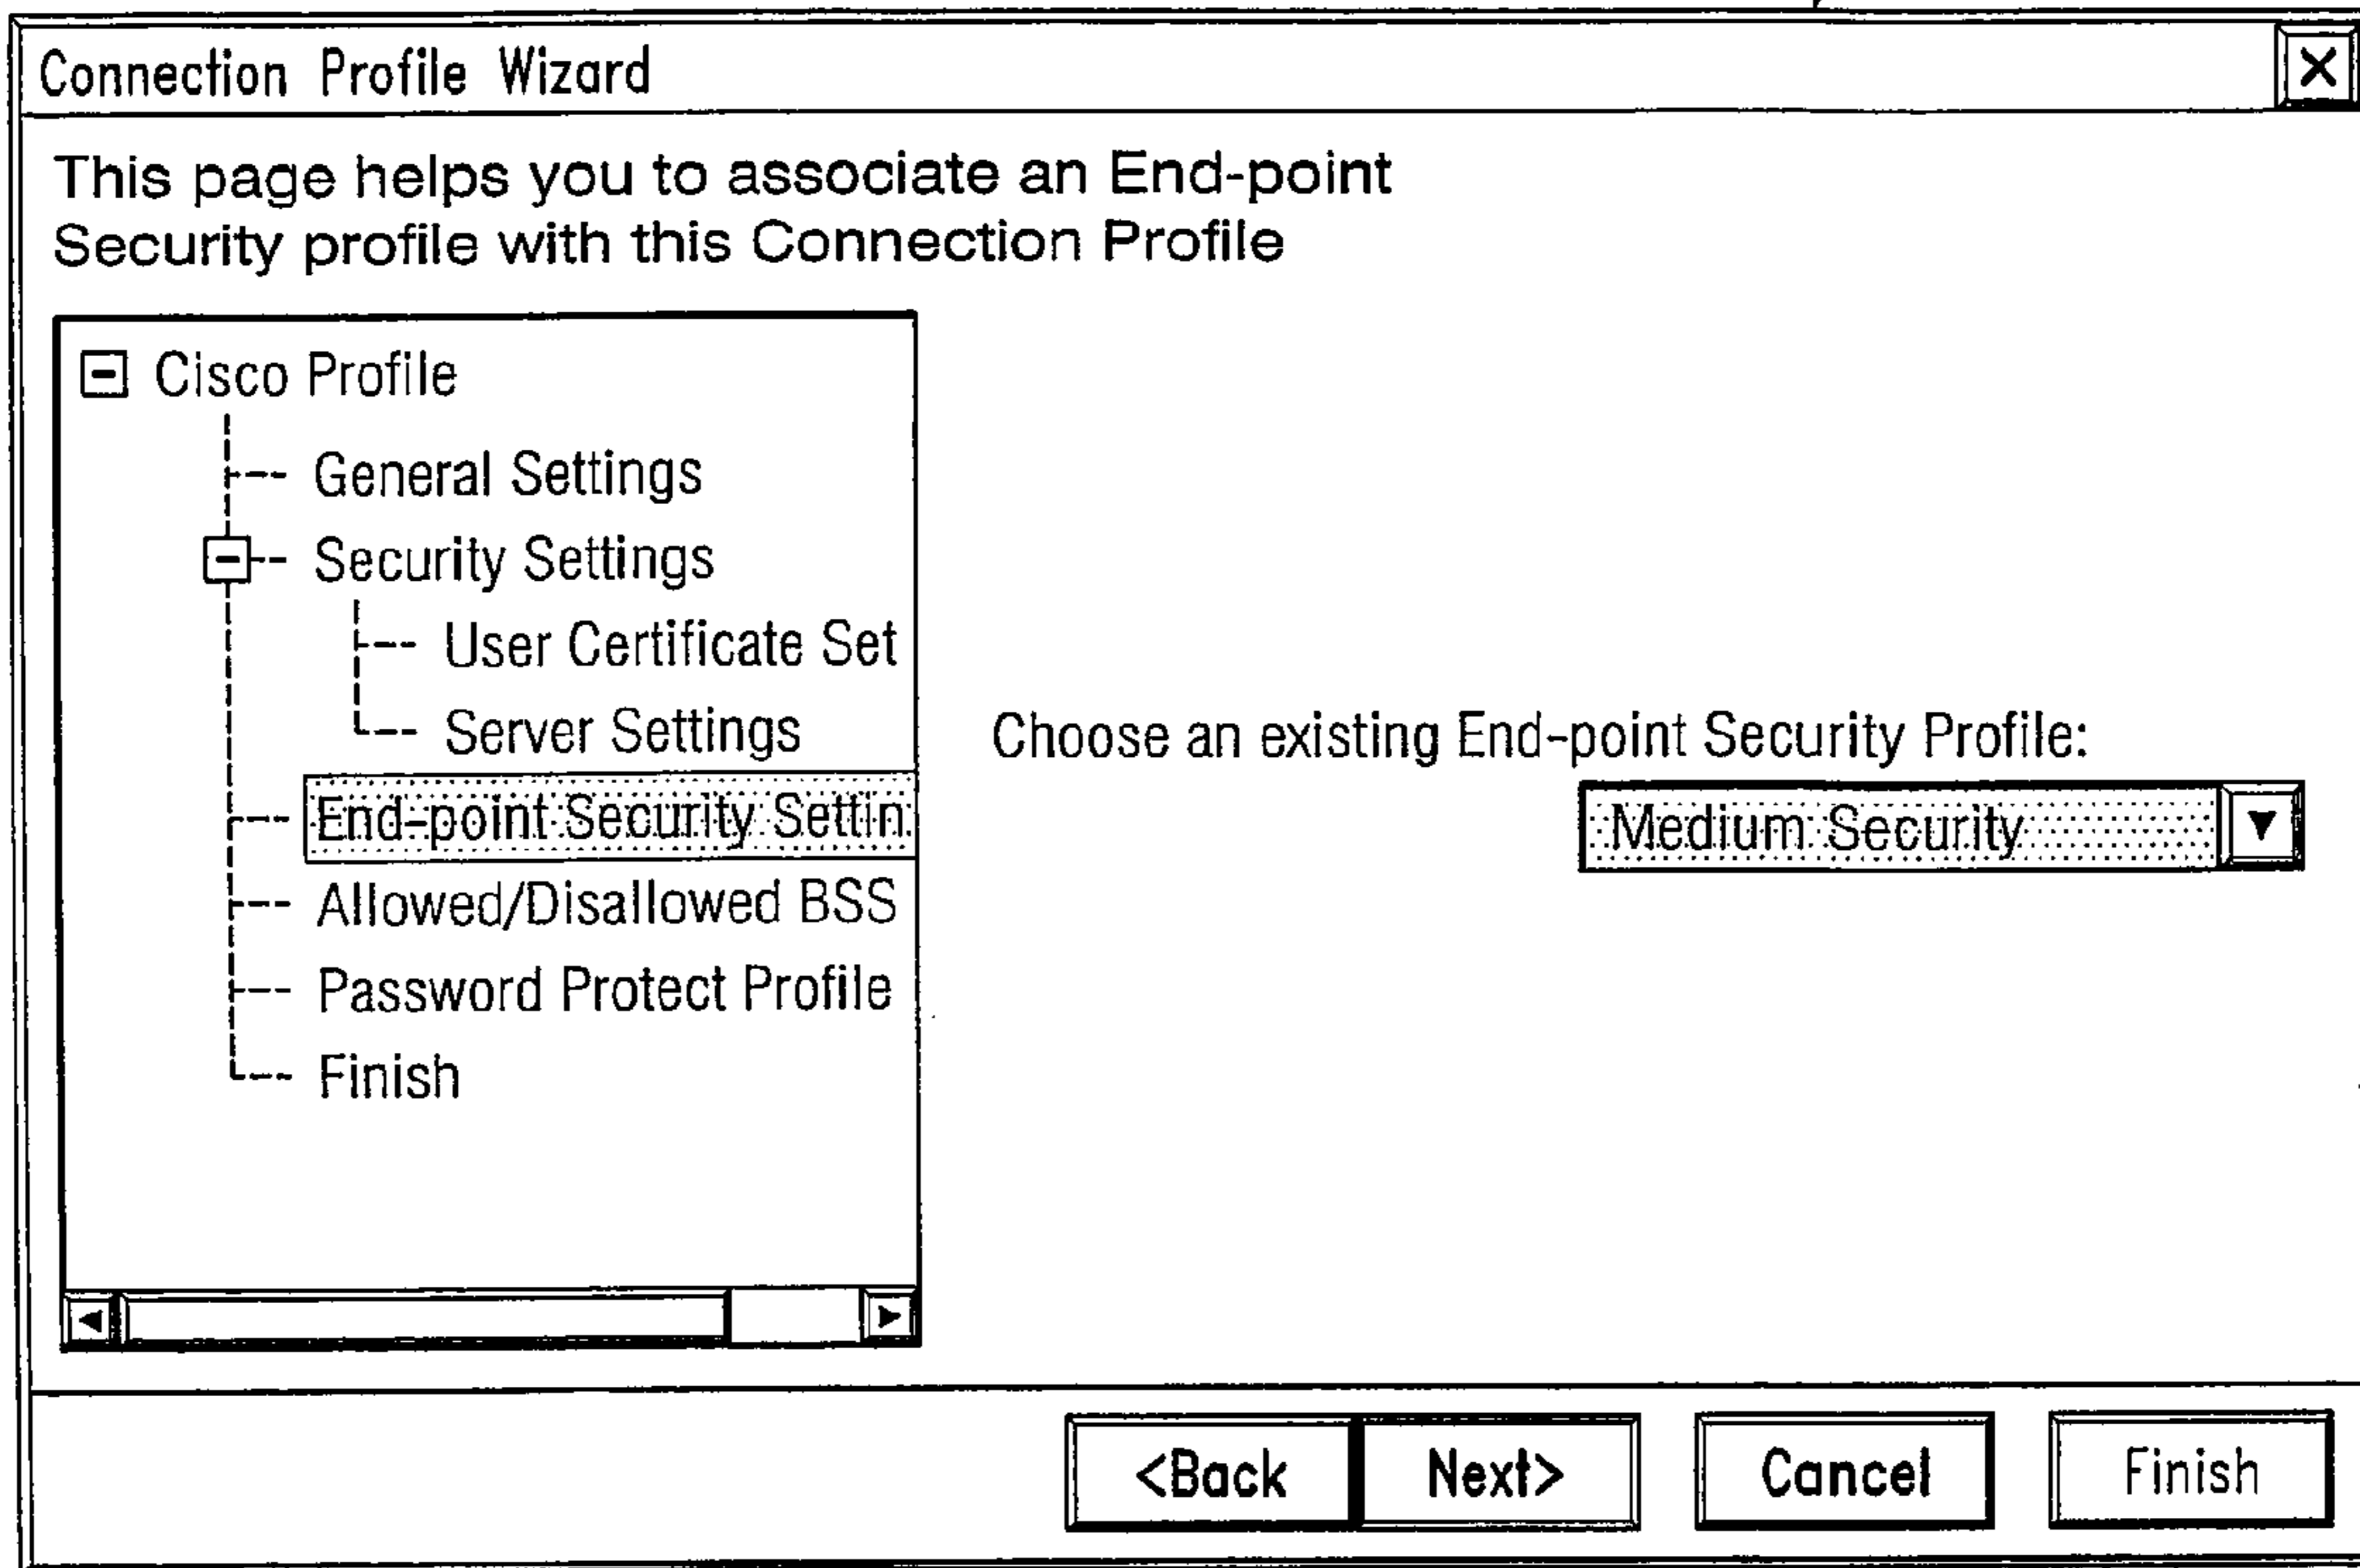 Connection Profile Wizard
This page helps you to associate an End-point
Security profile with this Connection Profile
Cisco Profile
General Settings
Security Settings
User Certificate Set
Server Settings
End-point Security Settin
Allowed/Disallowed BSS
Password Protect Profile
Finish
Choose an existing End-point Security Profile:
Medium Security
<Back Next> Cancel Finish